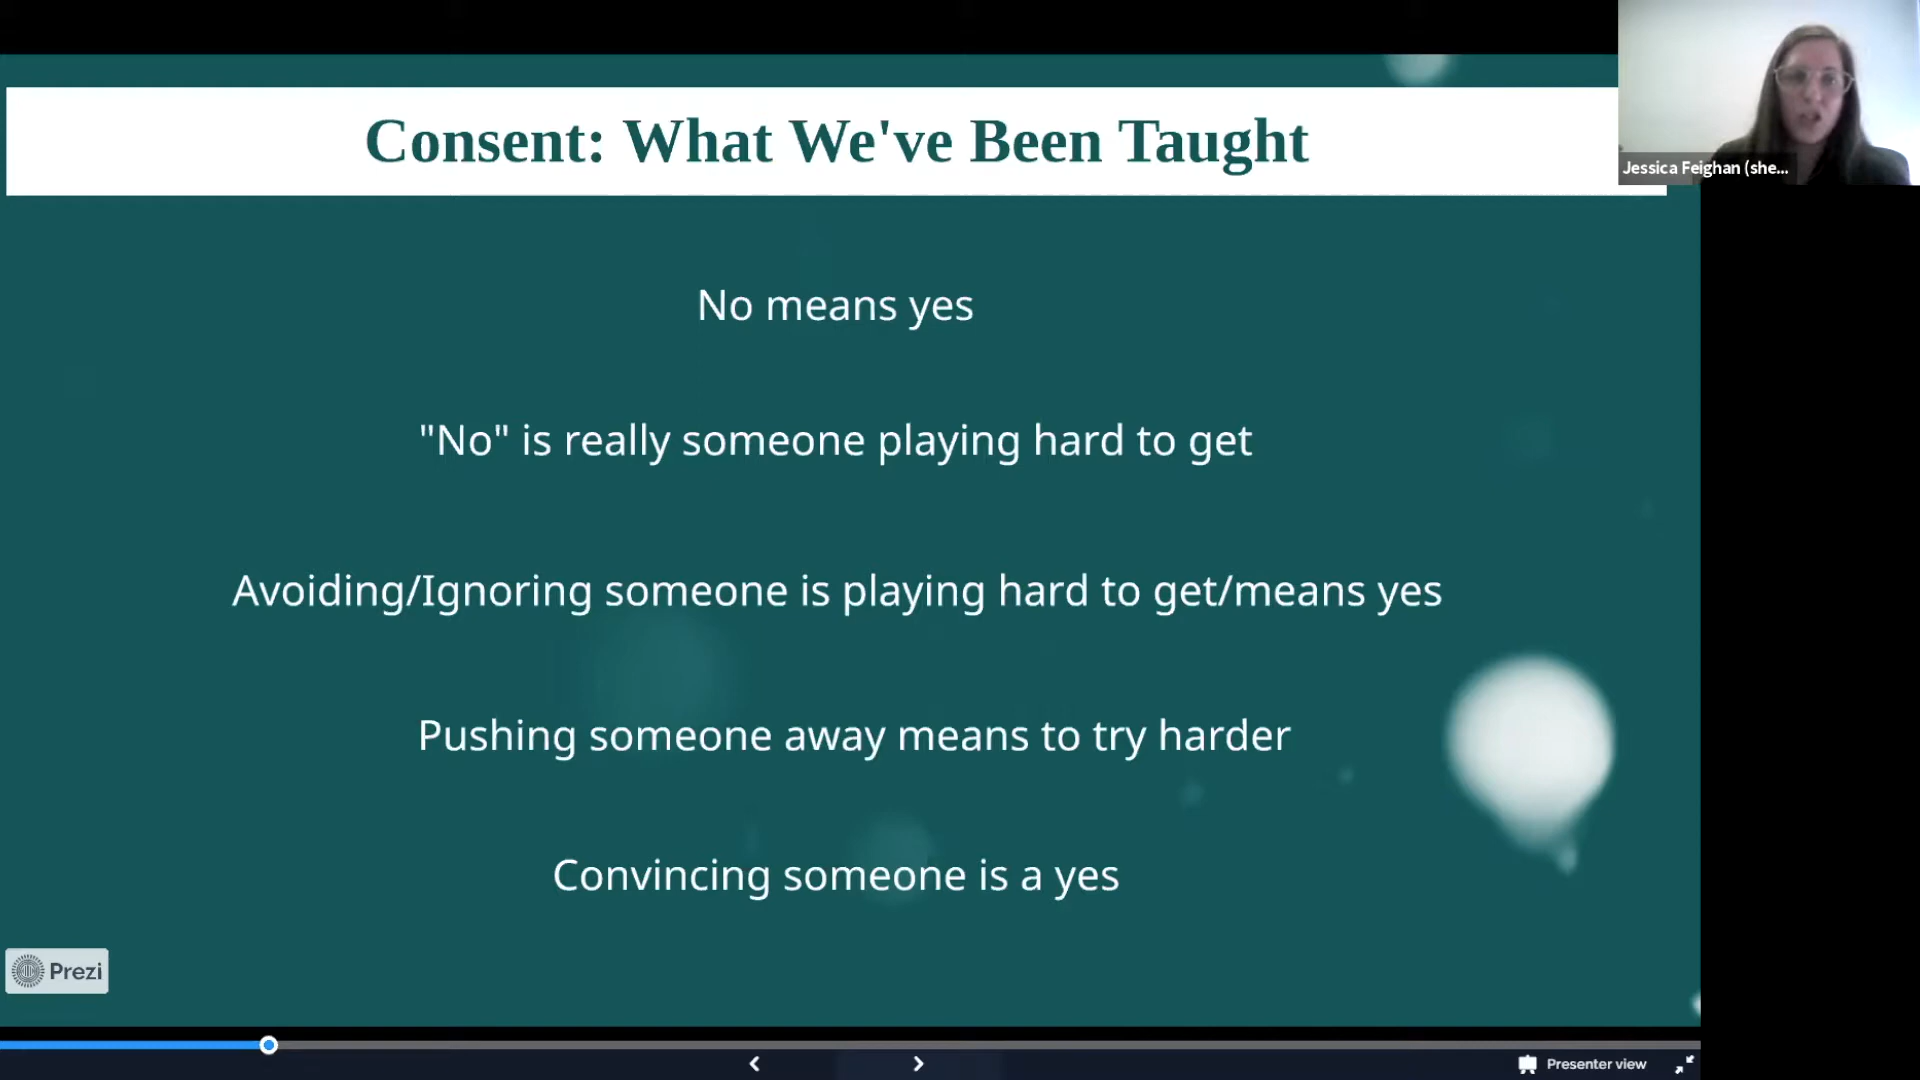 Consent: What We've Been Taught
Jessica Feighan (she...
No means yes
"No" is really someone playing hard to get
Avoiding/Ignoring someone is playing hard to get/means yes
Pushing someone away means to try harder
Convincing someone is a yes
Prezi
Presenter view